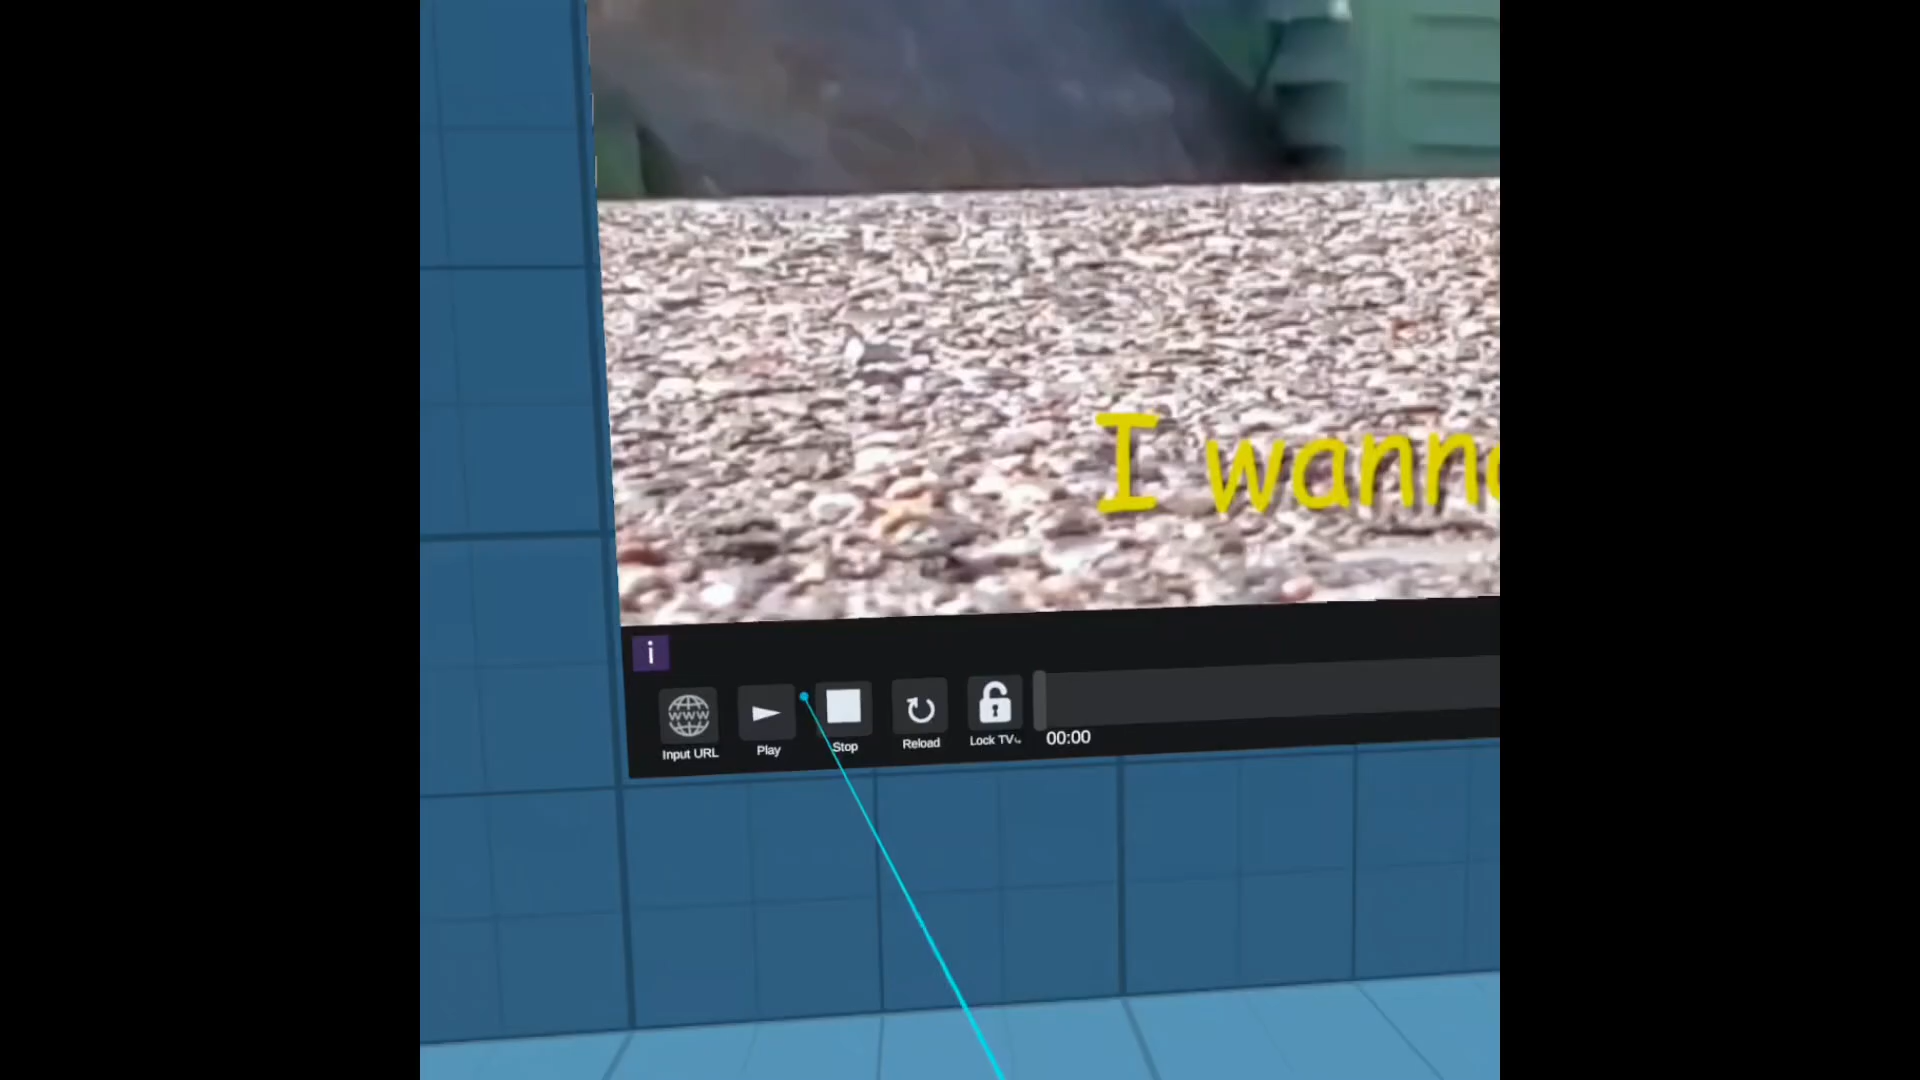 I wann
i
WWW
Input URL
Play
Stop
Reload
Lock TV
00:00